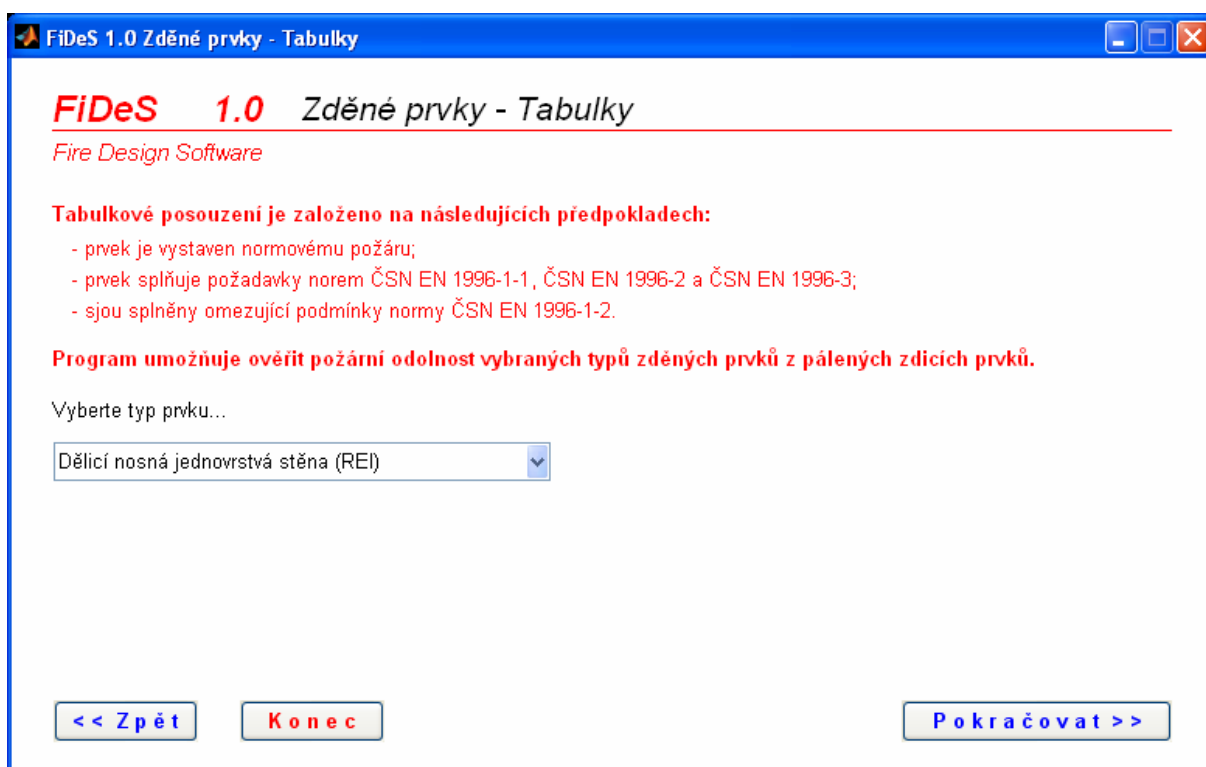 FiDeS 1.0 Zděné prvky - Tabulky
FiDeS 1.0 Zděné prvky - Tabulky
Fire Design Software
Tabulkové posouzení je založeno na následujících předpokladech:
- prvek je vystaven normovému požáru;
- prvek splňuje požadavky norem ČSN EN 1996-1-1, ČSN EN 1996-2 a ČSN EN 1996-3;
- sjou splněny omezující podmínky normy ČSN EN 1996-1-2.
Program umožňuje ověřit požární odolnost vybraných typů zděných prvků z pálených zdicích prvků.
Vyberte typ prvku...
Dělicí nosná jednovrstvá stěna (REI)
<< Zpět Konec Pokračovat >>